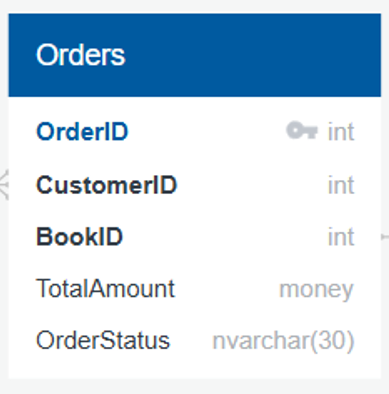 Orders
OrderID int
CustomerID int
BookID int
TotalAmount money
OrderStatus nvarchar(30)